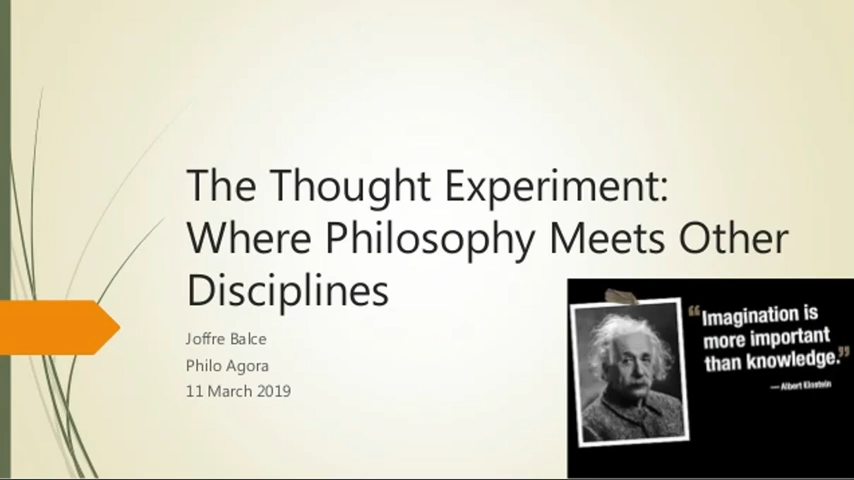 The Thought Experiment:
Where Philosophy Meets Other
Disciplines
Joffre Balce
Philo Agora
11 March 2019
“Imagination is
more important
than knowledge.”
— Albert Einstein